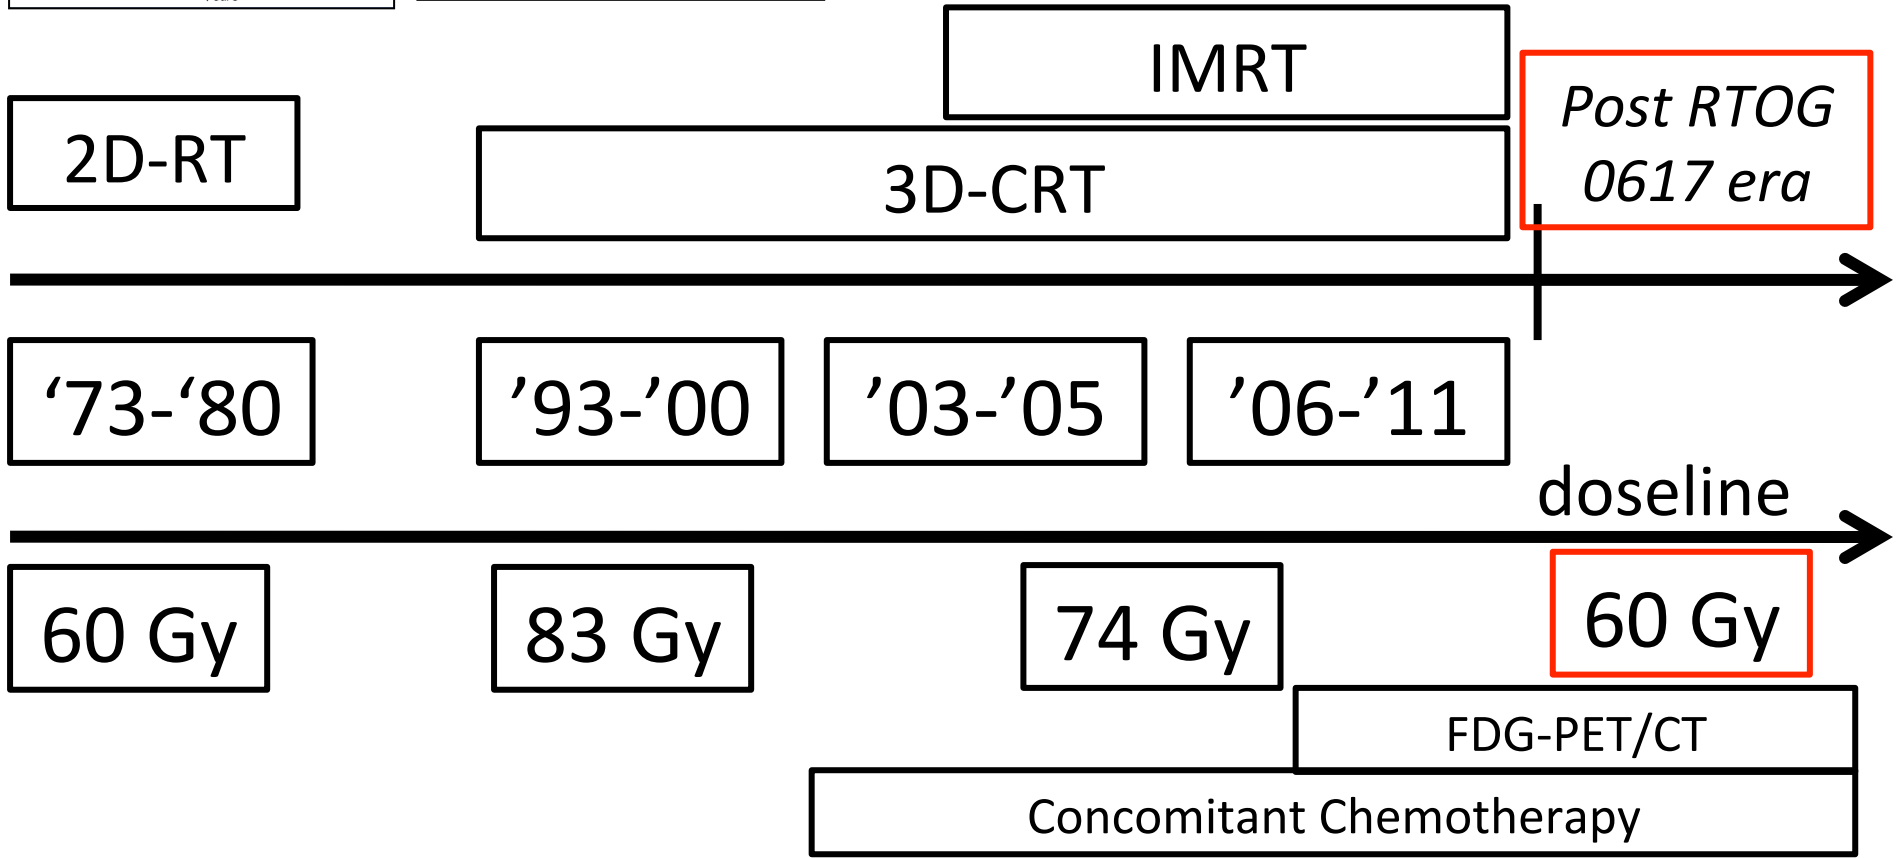 IMRT
Post RTOG
0617 era
2D-RT
3D-CRT
‘73-‘80
’93-’00
’03-’05
’06-’11
doseline
60 Gy
83 Gy
74 Gy
60 Gy
FDG-PET/CT
Concomitant Chemotherapy